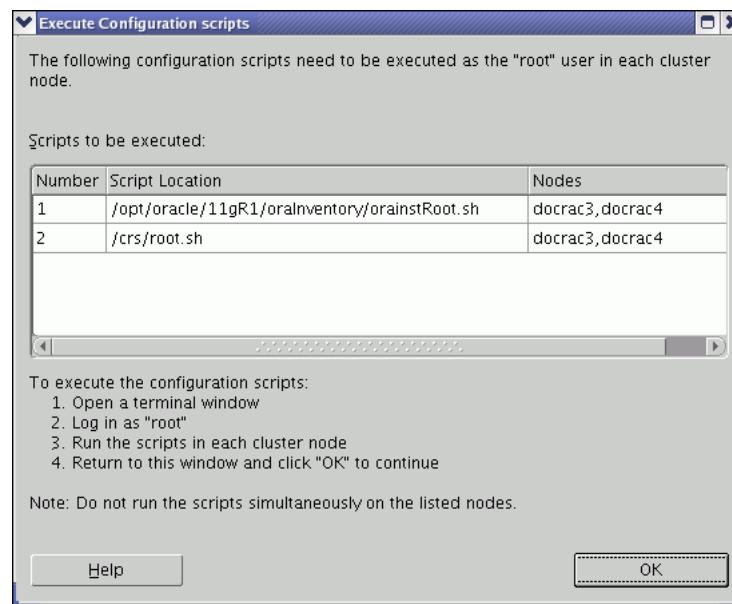 Execute Configuration scripts
The following configuration scripts need to be executed as the "root" user in each cluster
node.
Scripts to be executed:
Number Script Location Nodes
1 /opt/oracle/11gR1/oraInventory/orainstRoot.sh docrac3,docrac4
2 /crs/root.sh docrac3,docrac4
To execute the configuration scripts:
1. Open a terminal window
2. Log in as "root"
3. Run the scripts in each cluster node
4. Return to this window and click "OK" to continue
Note: Do not run the scripts simultaneously on the listed nodes.
Help OK